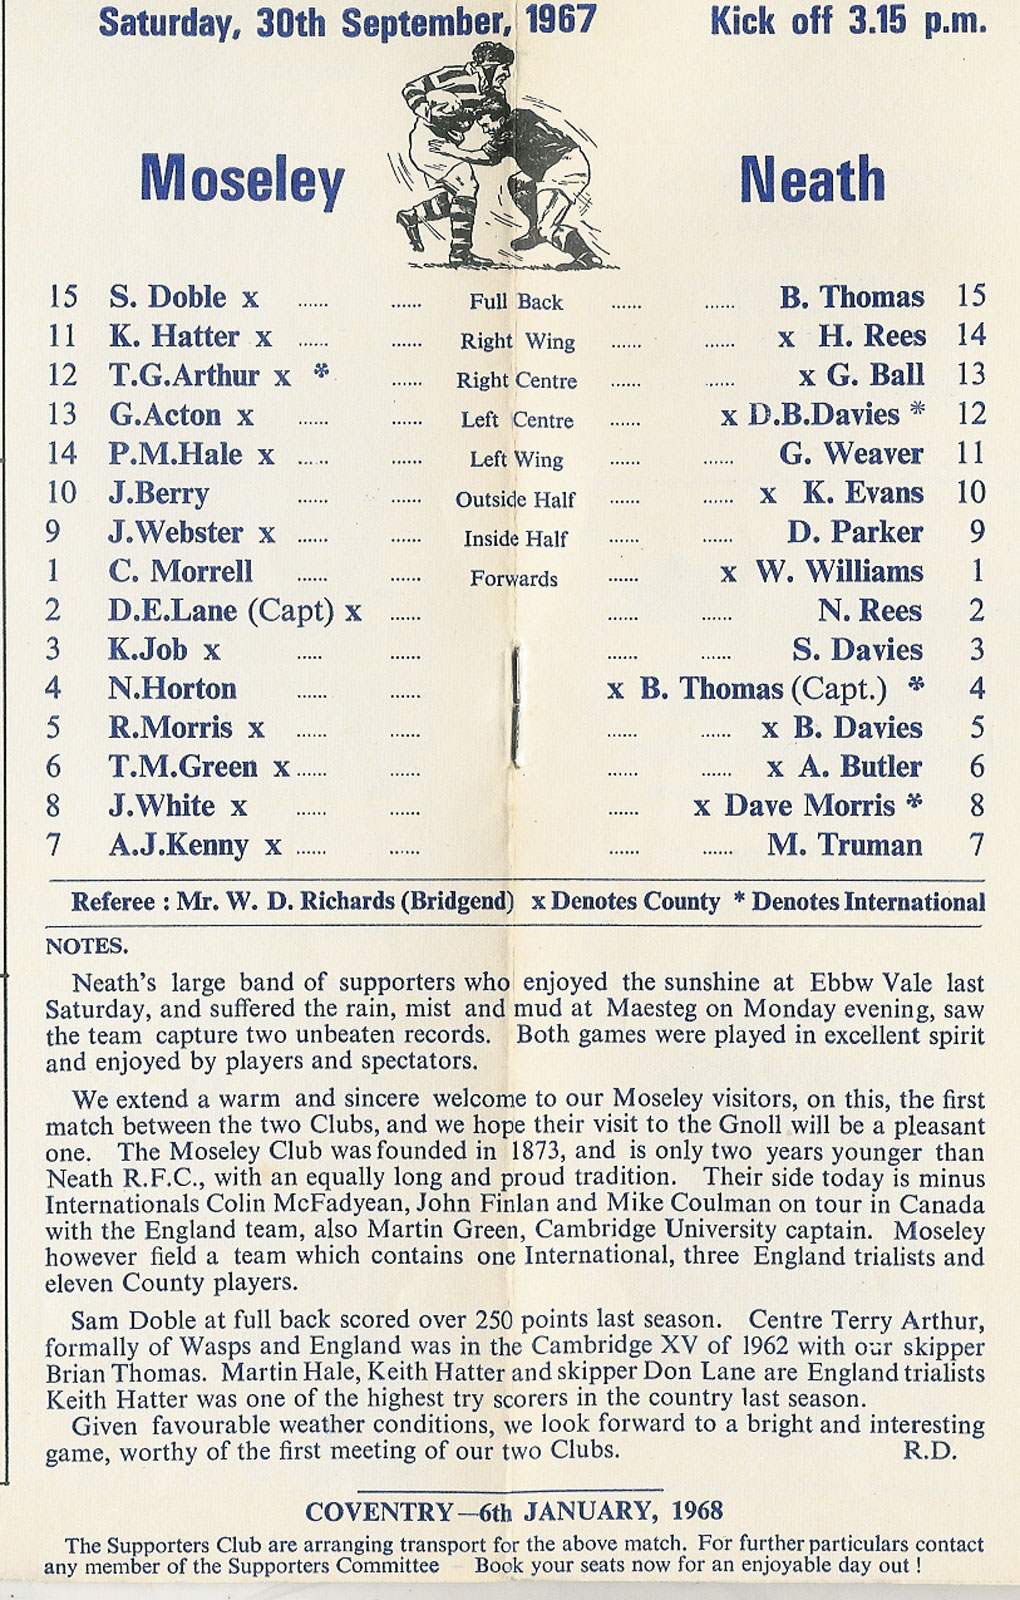 Saturday, 30th September, 1967 Kick off 3.15 p.m.
Moseley Neath
15 S. Doble x ...... ...... Full Back ...... ...... B. Thomas 15
11 K. Hatter x ...... ...... Right Wing ...... ...... x H. Rees 14
12 T.G.Arthur x * ...... Right Centre ...... ...... x G. Ball 13
13 G.Acton x ...... ...... Left Centre ...... x D.B.Davies * 12
14 P.M.Hale x ...... ...... Left Wing ...... ...... G. Weaver 11
10 J.Berry ...... ...... Outside Half ...... ...... x K. Evans 10
9 J.Webster x ...... ...... Inside Half ...... ...... D. Parker 9
1 C. Morrell ...... ...... Forwards ...... x W. Williams 1
2 D.E.Lane (Capt) x ...... ...... ...... N. Rees 2
3 K.Job x ...... ...... ...... ...... S. Davies 3
4 N.Horton ...... ...... x B. Thomas (Capt.) * 4
5 R.Morris x ...... ...... ...... ...... x B. Davies 5
6 T.M.Green x ...... ...... ...... ...... x A. Butler 6
8 J.White x ...... ...... ...... x Dave Morris * 8
7 A.J.Kenny x ...... ...... ...... ...... M. Truman 7
Referee : Mr. W. D. Richards (Bridgend) x Denotes County * Denotes International
NOTES.
Neath's large band of supporters who enjoyed the sunshine at Ebbw Vale last
Saturday, and suffered the rain, mist and mud at Maesteg on Monday evening, saw
the team capture two unbeaten records. Both games were played in excellent spirit
and enjoyed by players and spectators.
We extend a warm and sincere welcome to our Moseley visitors, on this, the first
match between the two Clubs, and we hope their visit to the Gnoll will be a pleasant
one. The Moseley Club was founded in 1873, and is only two years younger than
Neath R.F.C., with an equally long and proud tradition. Their side today is minus
Internationals Colin McFadyean, John Finlan and Mike Coulman on tour in Canada
with the England team, also Martin Green, Cambridge University captain. Moseley
however field a team which contains one International, three England trialists and
eleven County players.
Sam Doble at full back scored over 250 points last season. Centre Terry Arthur,
formally of Wasps and England was in the Cambridge XV of 1962 with our skipper
Brian Thomas. Martin Hale, Keith Hatter and skipper Don Lane are England trialists
Keith Hatter was one of the highest try scorers in the country last season.
Given favourable weather conditions, we look forward to a bright and interesting
game, worthy of the first meeting of our two Clubs. R.D.
COVENTRY—6th JANUARY, 1968
The Supporters Club are arranging transport for the above match. For further particulars contact
any member of the Supporters Committee – Book your seats now for an enjoyable day out !